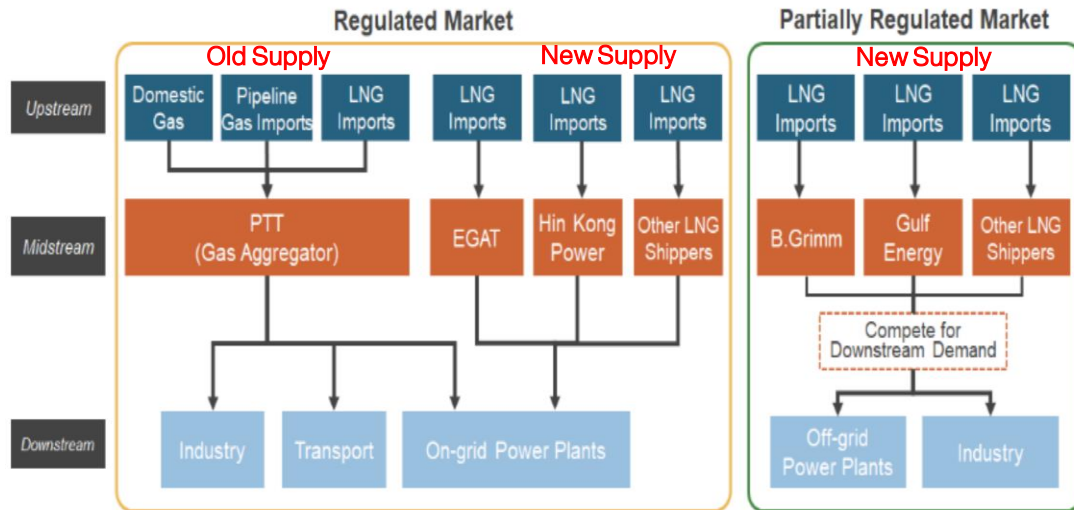 Regulated Market
Partially Regulated Market
Old Supply
New Supply
New Supply
Upstream
Domestic
Gas
Pipeline
Gas Imports
LNG
Imports
LNG
Imports
LNG
Imports
LNG
Imports
LNG
Imports
LNG
Imports
LNG
Imports
Midstream
PTT
(Gas Aggregator)
EGAT
Hin Kong
Power
Other LNG
Shippers
B.Grimm
Gulf
Energy
Other LNG
Shippers
Compete for
Downstream Demand
Downstream
Industry
Transport
On-grid Power Plants
Off-grid
Power Plants
Industry